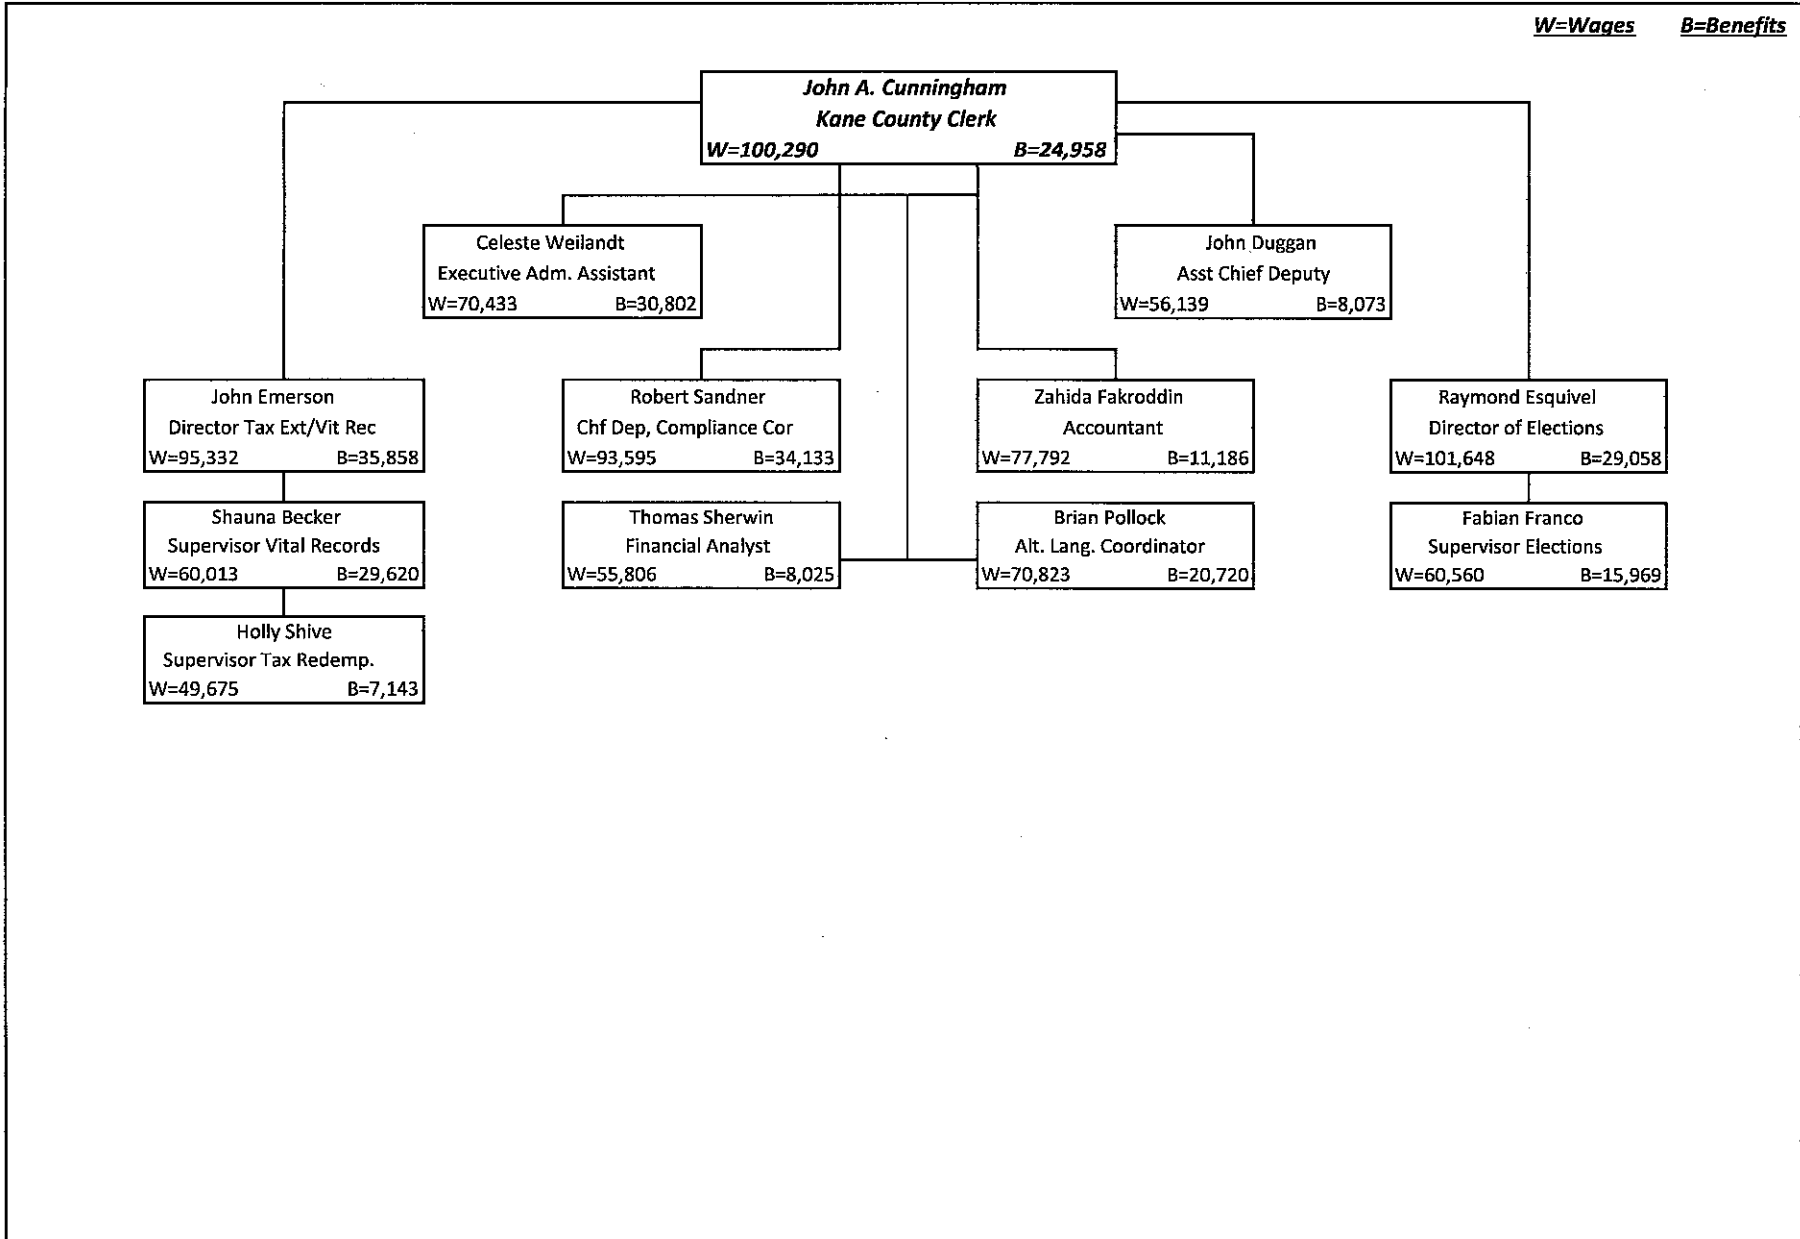 W=Wages B=Benefits
John A. Cunningham
Kane County Clerk
W=100,290 B=24,958
Celeste Weilandt
Executive Adm. Assistant
W=70,433 B=30,802
John Duggan
Asst Chief Deputy
W=56,139 B=8,073
John Emerson
Director Tax Ext/Vit Rec
W=95,332 B=35,858
Robert Sandner
Chf Dep, Compliance Cor
W=93,595 B=34,133
Zahida Fakroddin
Accountant
W=77,792 B=11,186
Raymond Esquivel
Director of Elections
W=101,648 B=29,058
Shauna Becker
Supervisor Vital Records
W=60,013 B=29,620
Thomas Sherwin
Financial Analyst
W=55,806 B=8,025
Brian Pollock
Alt. Lang. Coordinator
W=70,823 B=20,720
Fabian Franco
Supervisor Elections
W=60,560 B=15,969
Holly Shive
Supervisor Tax Redemp.
W=49,675 B=7,143